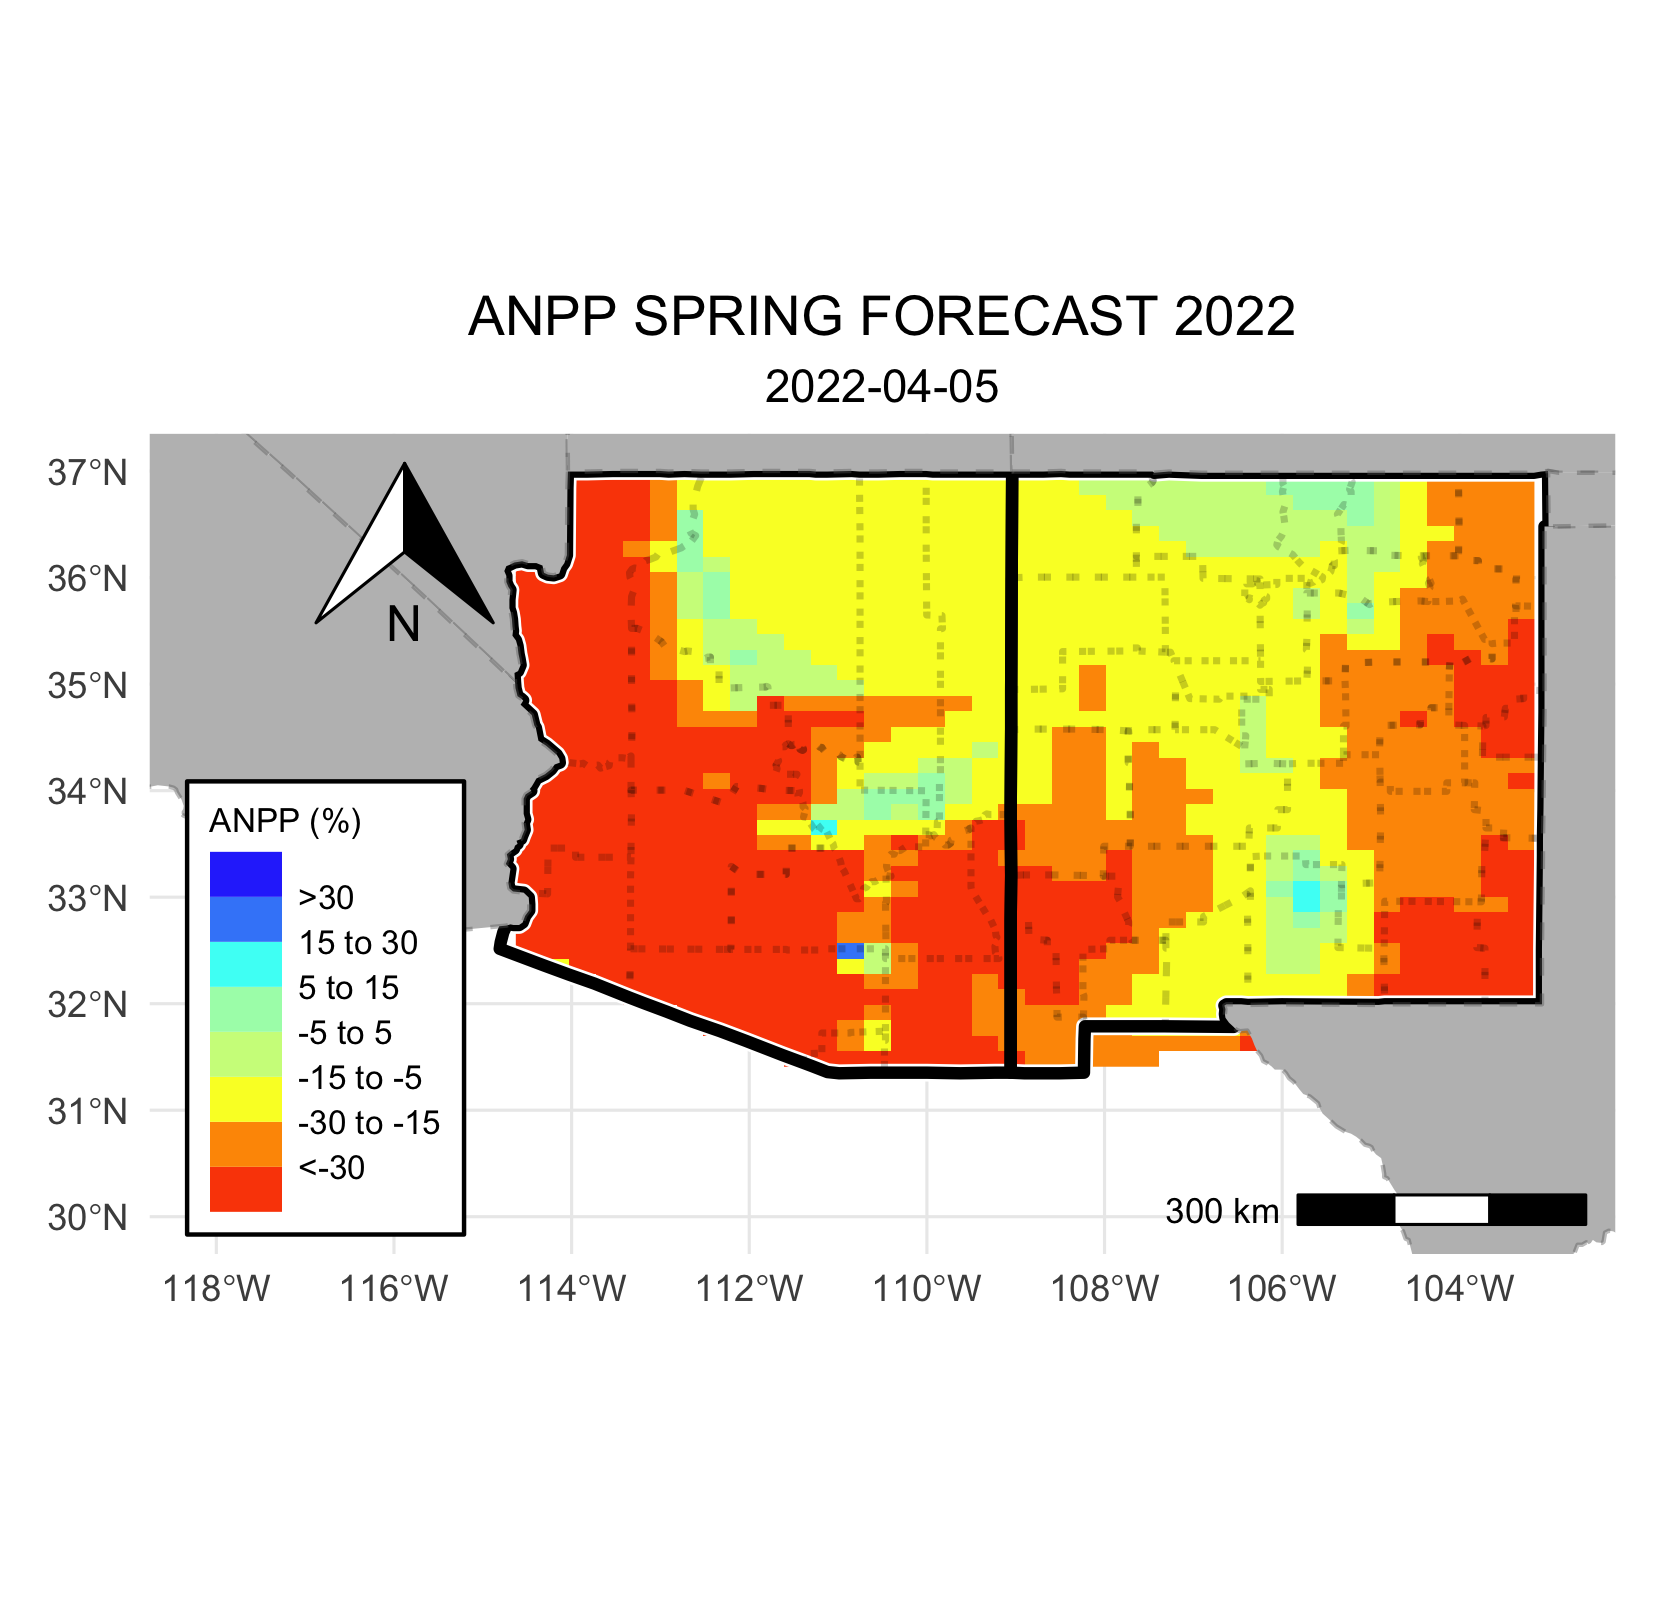 ANPP SPRING FORECAST 2022
2022-04-05
37°N
36°N
35°N
34°N
33°N
32°N
31°N
30°N
N
ANPP (%)
>30
15 to 30
5 to 15
-5 to 5
-15 to -5
-30 to -15
<-30
300 km
118°W 116°W 114°W 112°W 110°W 108°W 106°W 104°W